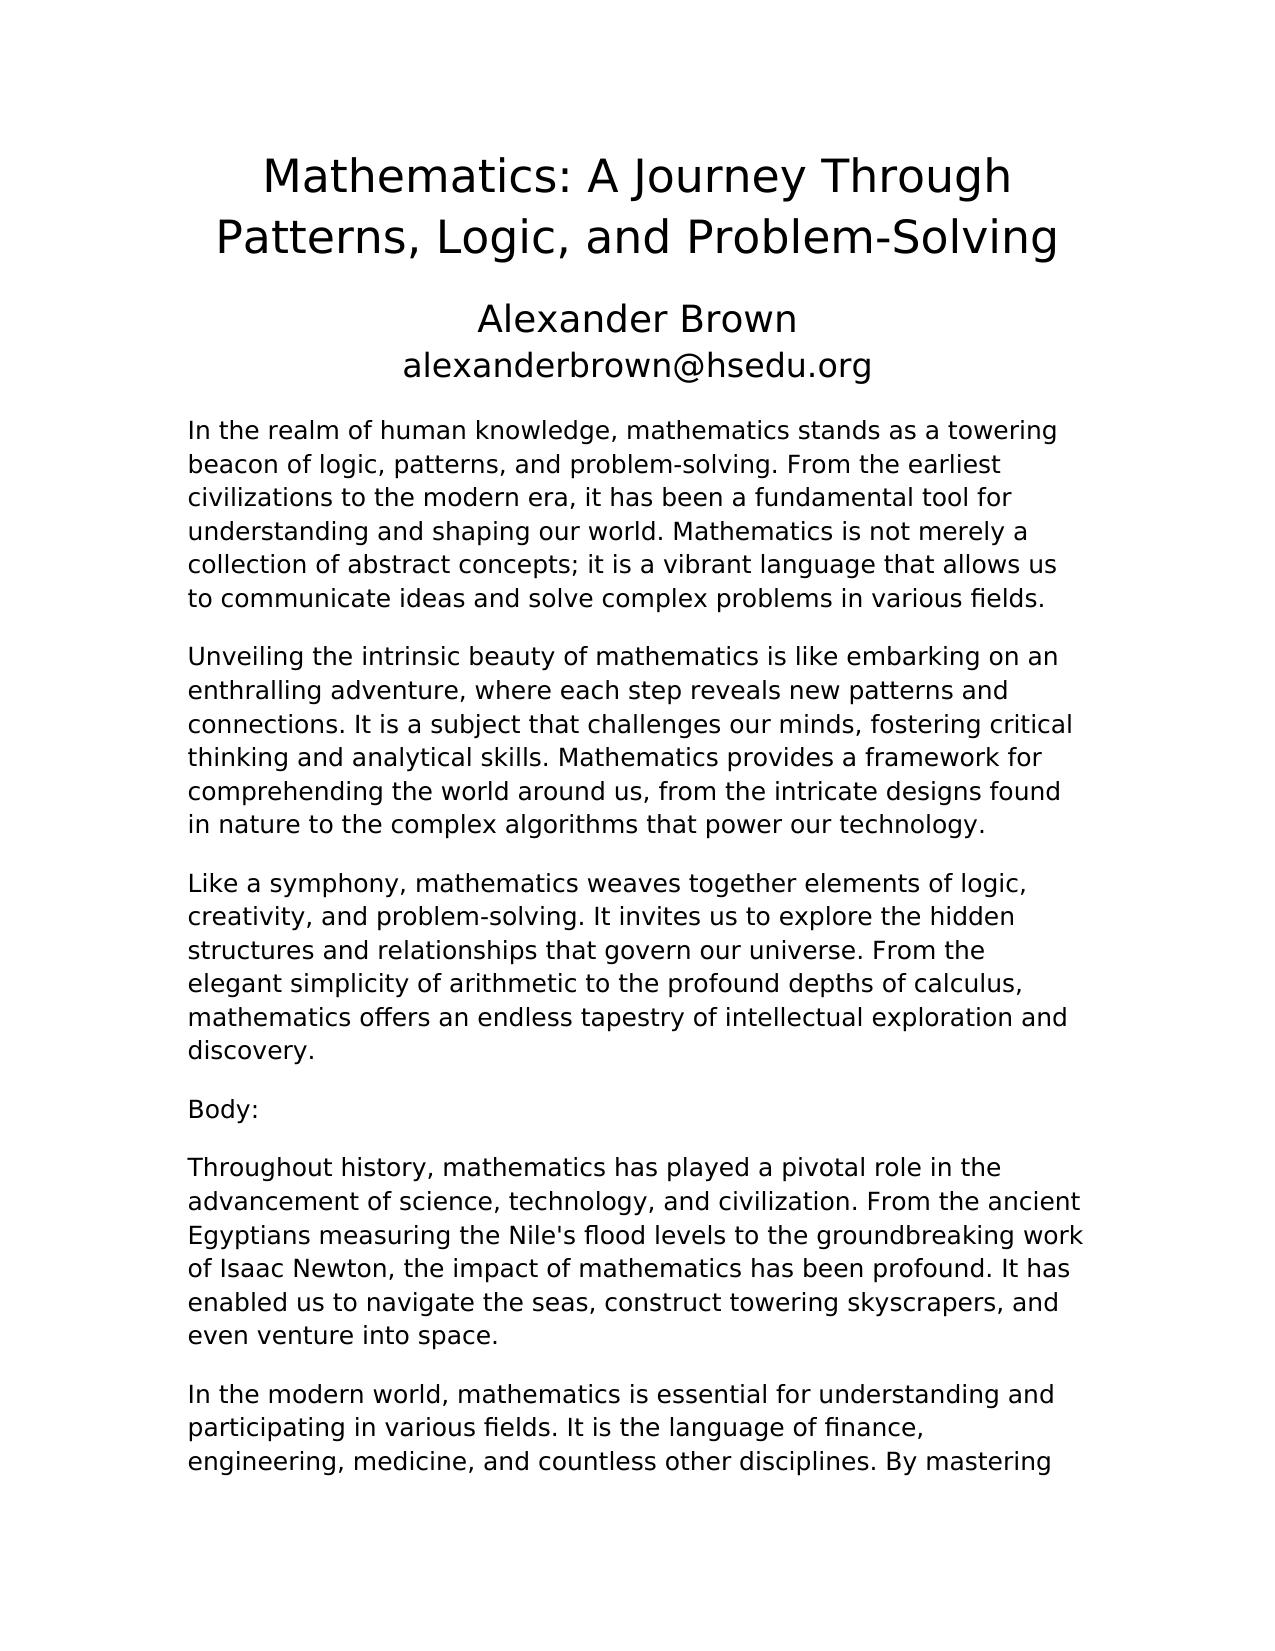 Mathematics: A Journey Through
Patterns, Logic, and Problem-Solving
Alexander Brown
alexanderbrown@hsedu.org
In the realm of human knowledge, mathematics stands as a towering
beacon of logic, patterns, and problem-solving. From the earliest
civilizations to the modern era, it has been a fundamental tool for
understanding and shaping our world. Mathematics is not merely a
collection of abstract concepts; it is a vibrant language that allows us
to communicate ideas and solve complex problems in various fields.
Unveiling the intrinsic beauty of mathematics is like embarking on an
enthralling adventure, where each step reveals new patterns and
connections. It is a subject that challenges our minds, fostering critical
thinking and analytical skills. Mathematics provides a framework for
comprehending the world around us, from the intricate designs found
in nature to the complex algorithms that power our technology.
Like a symphony, mathematics weaves together elements of logic,
creativity, and problem-solving. It invites us to explore the hidden
structures and relationships that govern our universe. From the
elegant simplicity of arithmetic to the profound depths of calculus,
mathematics offers an endless tapestry of intellectual exploration and
discovery.
Body:
Throughout history, mathematics has played a pivotal role in the
advancement of science, technology, and civilization. From the ancient
Egyptians measuring the Nile's flood levels to the groundbreaking work
of Isaac Newton, the impact of mathematics has been profound. It has
enabled us to navigate the seas, construct towering skyscrapers, and
even venture into space.
In the modern world, mathematics is essential for understanding and
participating in various fields. It is the language of finance,
engineering, medicine, and countless other disciplines. By mastering